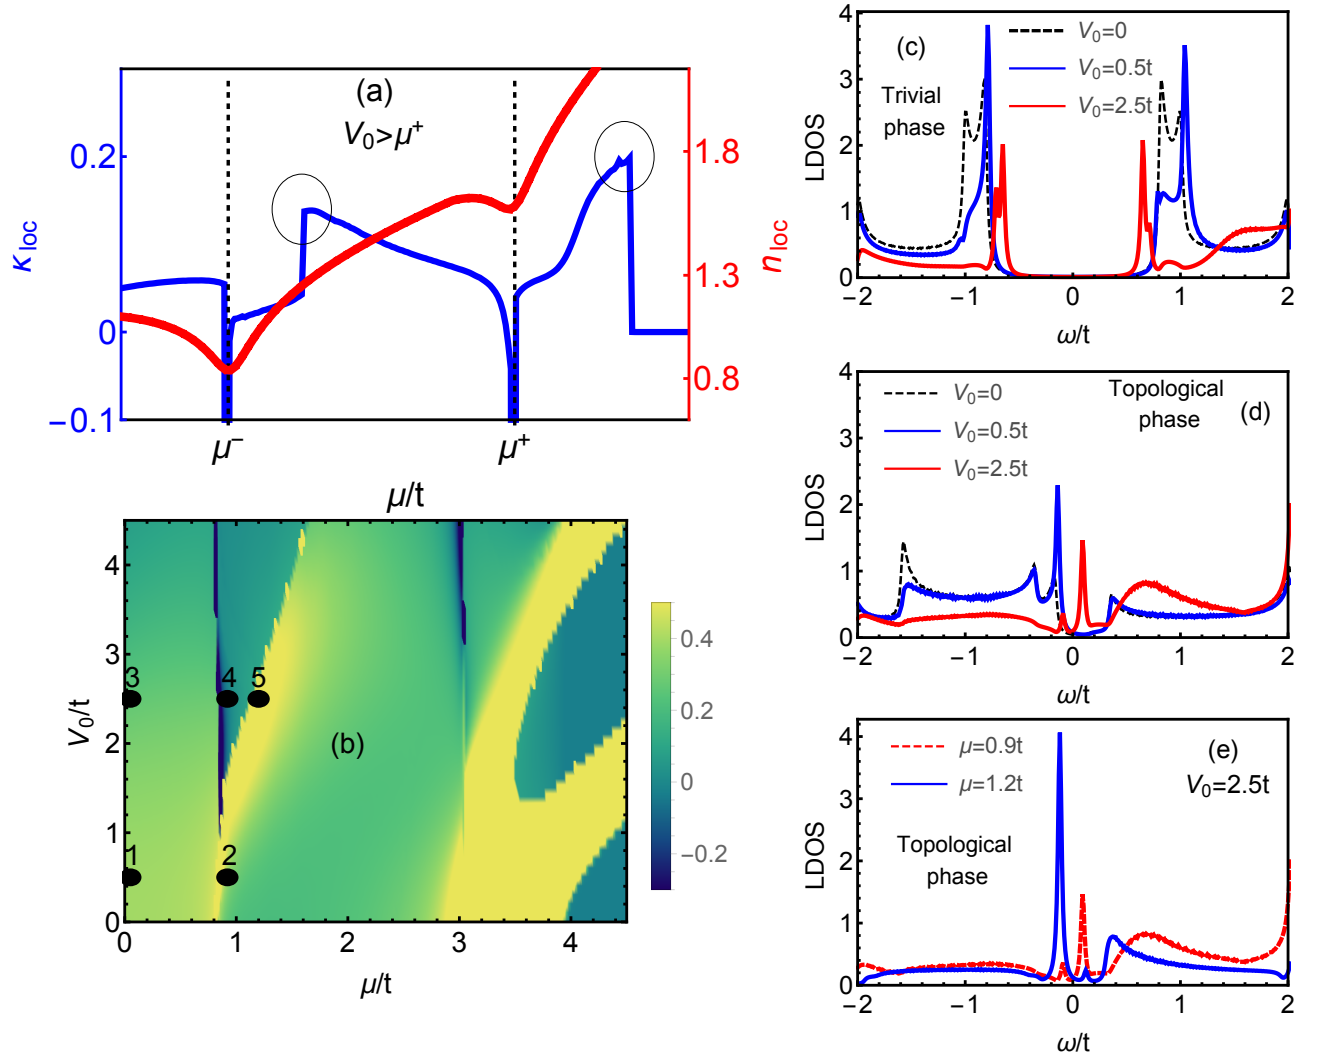 (a)
V₀>μ⁺
κloc
0.2
0
−0.1
nloc
1.8
1.3
0.8
μ⁻
μ⁺
μ/t
V₀/t
4
3
2
1
0
3
4
5
(b)
1
2
0
1
2
3
4
μ/t
0.4
0.2
0
−0.2
(c)
Trivial
phase
V₀=0
V₀=0.5t
V₀=2.5t
LDOS
4
3
2
1
0
−2
−1
0
1
2
ω/t
V₀=0
V₀=0.5t
V₀=2.5t
Topological
phase
(d)
LDOS
4
3
2
1
0
−2
−1
0
1
2
ω/t
μ=0.9t
μ=1.2t
(e)
V₀=2.5t
Topological
phase
LDOS
4
3
2
1
0
−2
−1
0
1
2
ω/t